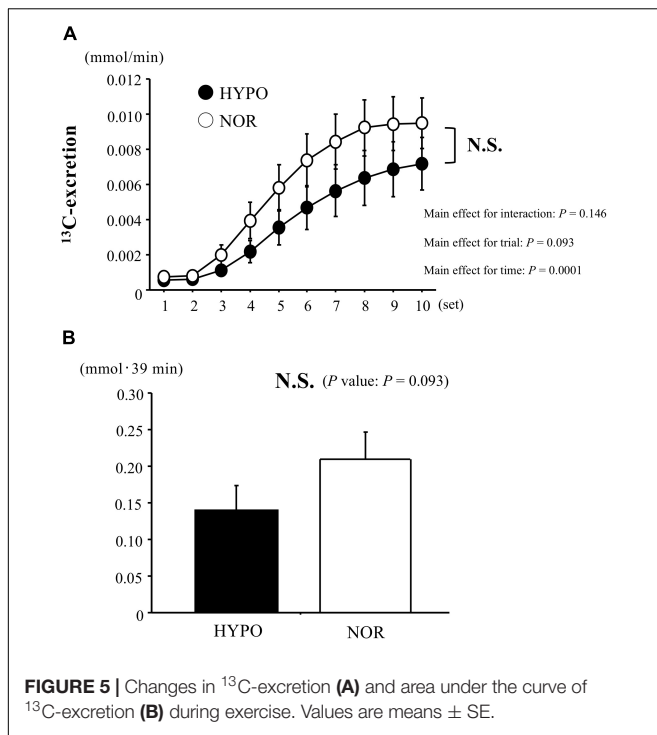 A
(mmol/min)
0.012
HYPO
0.010
NOR
¹³C-excretion
0.008
N.S.
0.006
Main effect for interaction: P = 0.146
0.004
Main effect for trial: P = 0.093
0.002
Main effect for time: P = 0.0001
0
1 2 3 4 5 6 7 8 9 10 (set)
B
(mmol·39 min)
N.S. (P value: P = 0.093)
0.30
0.25
0.20
0.15
0.10
0.05
0
HYPO NOR
FIGURE 5 | Changes in ¹³C-excretion (A) and area under the curve of
¹³C-excretion (B) during exercise. Values are means ± SE.